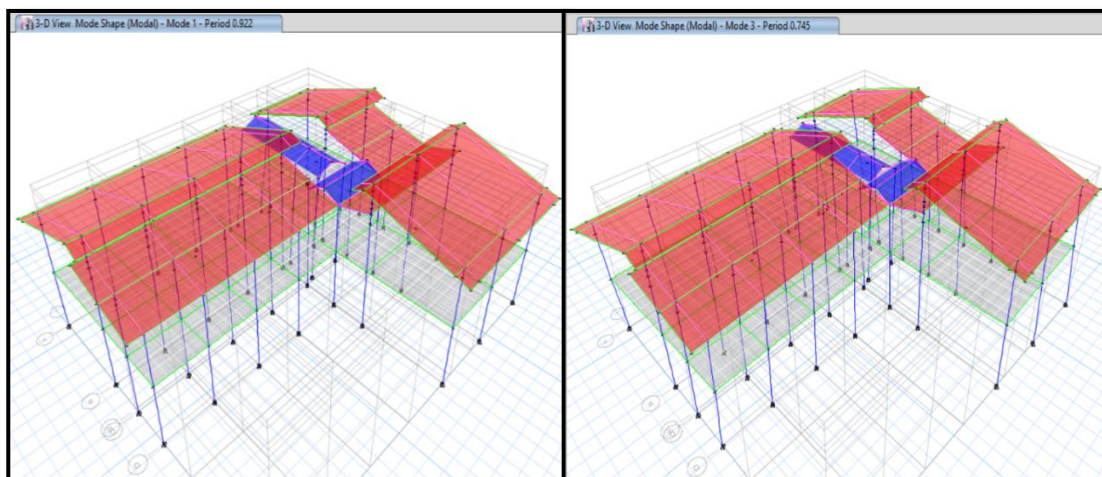 3-D View Mode Shape (Modal) - Mode 1 - Period 0.922
3-D View Mode Shape (Modal) - Mode 3 - Period 0.745